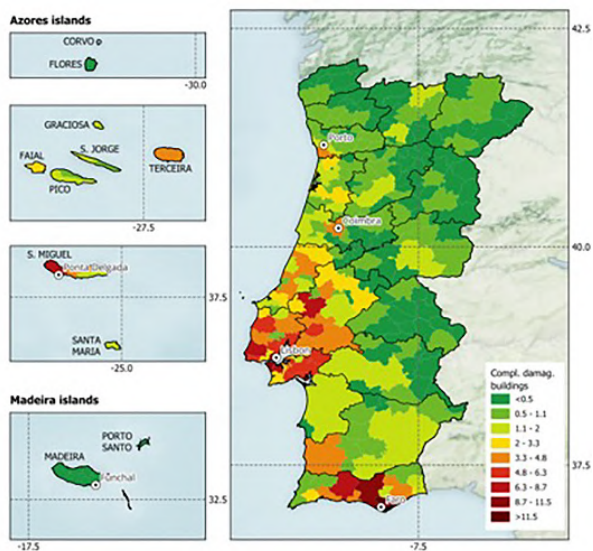 Azores islands
CORVO
FLORES
-30.0
GRACIOSA
S. JORGE
FAIAL
TERCEIRA
PICO
-27.5
S. MIGUEL
Ponta Delgada
37.5
SANTA
MARIA
-25.0
Madeira islands
PORTO
SANTO
MADEIRA
Funchal
32.5
-17.5
42.5
Porto
Coimbra
40.0
Lisbon
Compl. damag.
buildings
<0.5
0.5 - 1.1
1.1 - 2
2 - 3.3
3.3 - 4.8
4.8 - 6.3
6.3 - 8.7
8.7 - 11.5
>11.5
37.5
Faro
-7.5